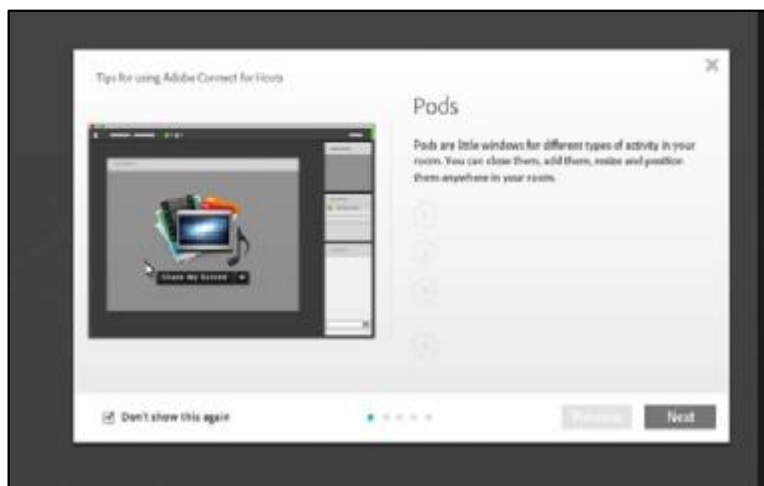 Tips for using Adobe Connect for Hosts
Pods
Pods are little windows for different types of activity in your
room. You can close them, add them, resize and position
them anywhere in your room.
Share My Screen
Don't show this again
Previous
Next